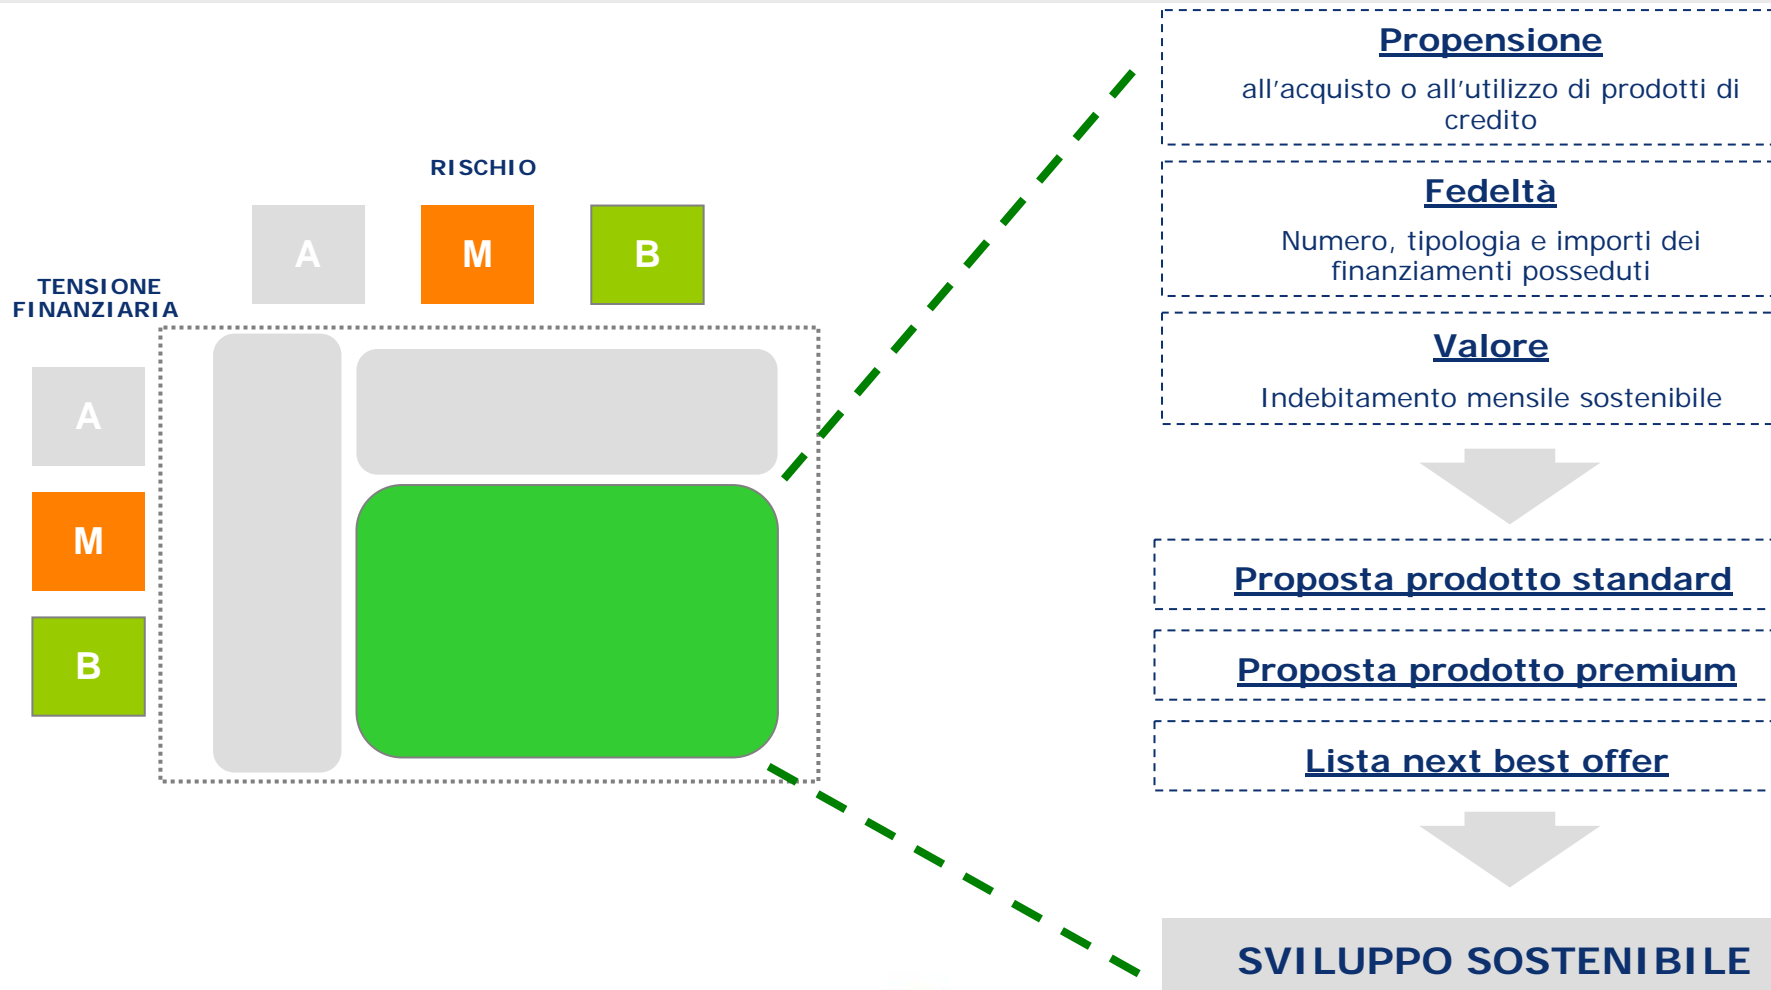 RISCHIO
A
M
B
TENSIONE
FINANZIARIA
A
M
B
Propensione
all'acquisto o all'utilizzo di prodotti di
credito
Fedeltà
Numero, tipologia e importi dei
finanziamenti posseduti
Valore
Indebitamento mensile sostenibile
Proposta prodotto standard
Proposta prodotto premium
Lista next best offer
SVILUPPO SOSTENIBILE